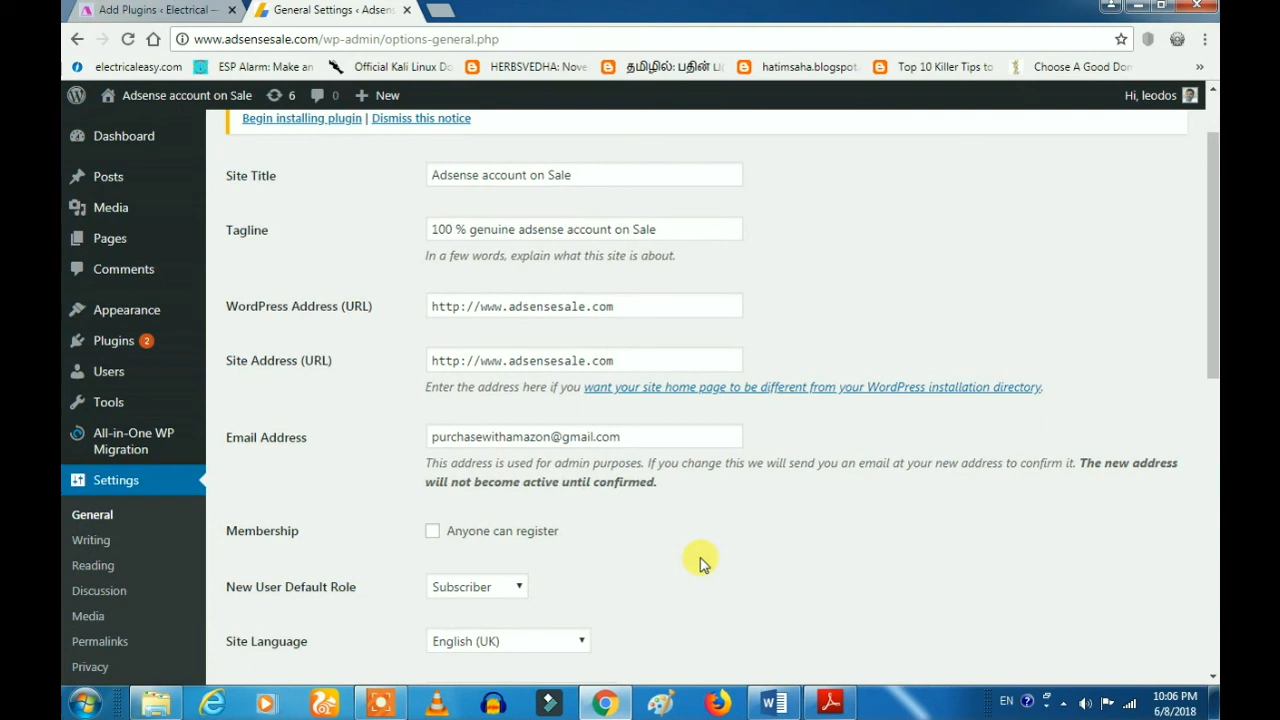 Add Plugins ‹ Electrical —
General Settings ‹ Adsen
www.adsensesale.com/wp-admin/options-general.php
electricaleasy.com
ESP Alarm: Make an
Official Kali Linux Do
HERBSVEDHA: Nove
தமிழில்: பதின்
hatimsaha.blogspot.
Top 10 Killer Tips to
Choose A Good Don
»
Adsense account on Sale
6
0
New
Hi, leodos
Dashboard
Posts
Media
Pages
Comments
Appearance
Plugins 2
Users
Tools
All-in-One WP
Migration
Settings
General
Writing
Reading
Discussion
Media
Permalinks
Privacy
Begin installing plugin | Dismiss this notice
Site Title
Adsense account on Sale
Tagline
100 % genuine adsense account on Sale
In a few words, explain what this site is about.
WordPress Address (URL)
http://www.adsensesale.com
Site Address (URL)
http://www.adsensesale.com
Enter the address here if you want your site home page to be different from your WordPress installation directory.
Email Address
purchasewithamazon@gmail.com
This address is used for admin purposes. If you change this we will send you an email at your new address to confirm it. The new address
will not become active until confirmed.
Membership
Anyone can register
New User Default Role
Subscriber
Site Language
English (UK)
EN
10:06 PM
6/8/2018